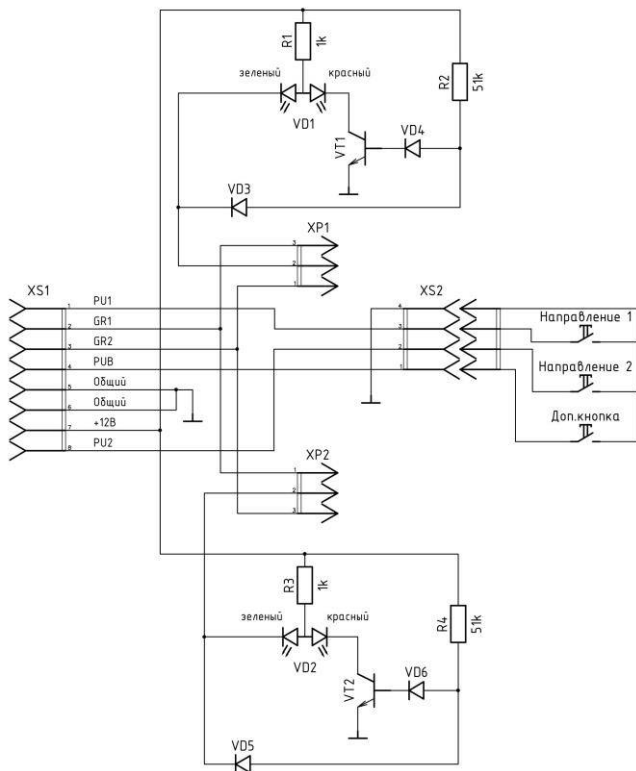 R1
1k
зеленый
красный
VD1
R2
51k
VT1
VD4
VD3
XP1
3
2
1
XS1
1
PU1
2
GR1
3
GR2
4
PUB
5
Общий
6
Общий
7
+12В
8
PU2
XS2
4
3
2
1
Направление 1
Направление 2
Доп.кнопка
XP2
1
2
3
R3
1k
зеленый
красный
VD2
R4
51k
VT2
VD6
VD5